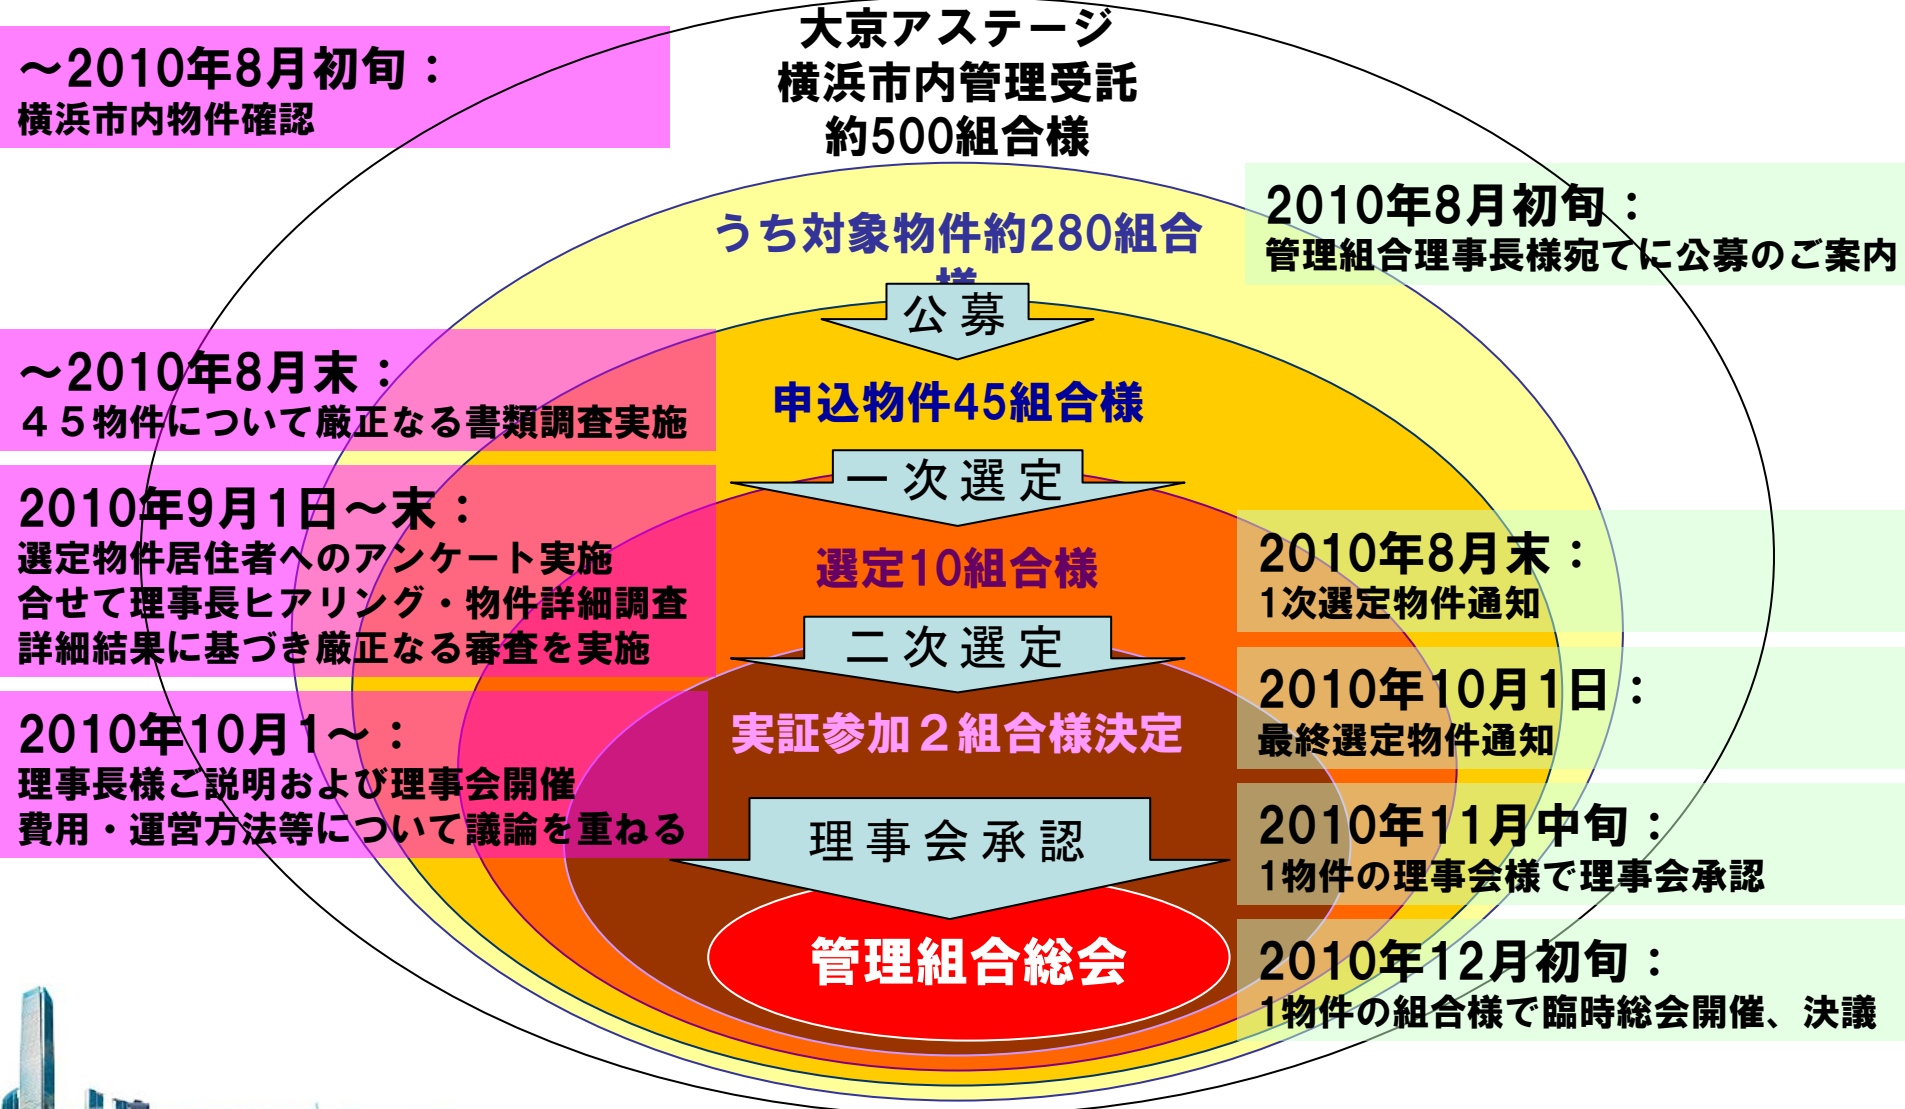 大京アステージ
横浜市内管理受託
約500組合様
～2010年8月初旬：
横浜市内物件確認
うち対象物件約280組合
様
2010年8月初旬：
管理組合理事長様宛てに公募のご案内
公募
～2010年8月末：
４５物件について厳正なる書類調査実施
申込物件45組合様
一次選定
2010年9月1日～末：
選定物件居住者へのアンケート実施
合せて理事長ヒアリング・物件詳細調査
詳細結果に基づき厳正なる審査を実施
選定10組合様
2010年8月末：
1次選定物件通知
二次選定
2010年10月1日：
最終選定物件通知
2010年10月1～：
理事長様ご説明および理事会開催
費用・運営方法等について議論を重ねる
実証参加２組合様決定
理事会承認
2010年11月中旬：
1物件の理事会様で理事会承認
管理組合総会
2010年12月初旬：
1物件の組合様で臨時総会開催、決議